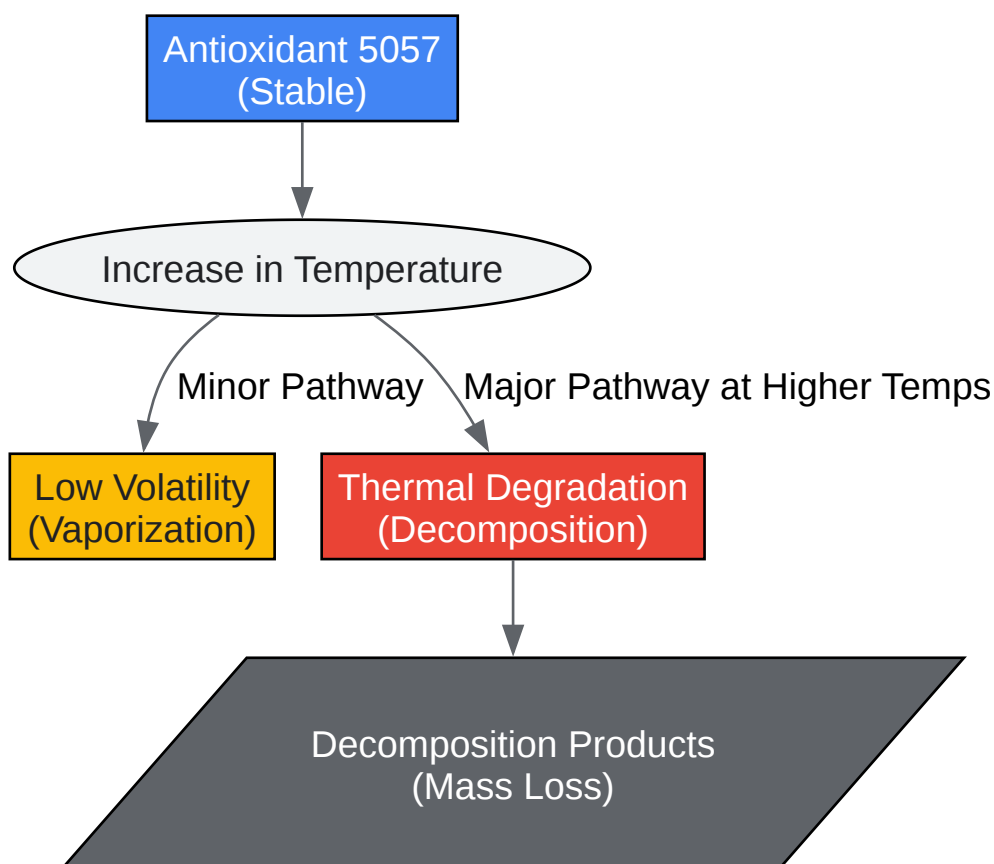 Antioxidant 5057
(Stable)
Increase in Temperature
Minor Pathway
Major Pathway at Higher Temps
Low Volatility
(Vaporization)
Thermal Degradation
(Decomposition)
Decomposition Products
(Mass Loss)